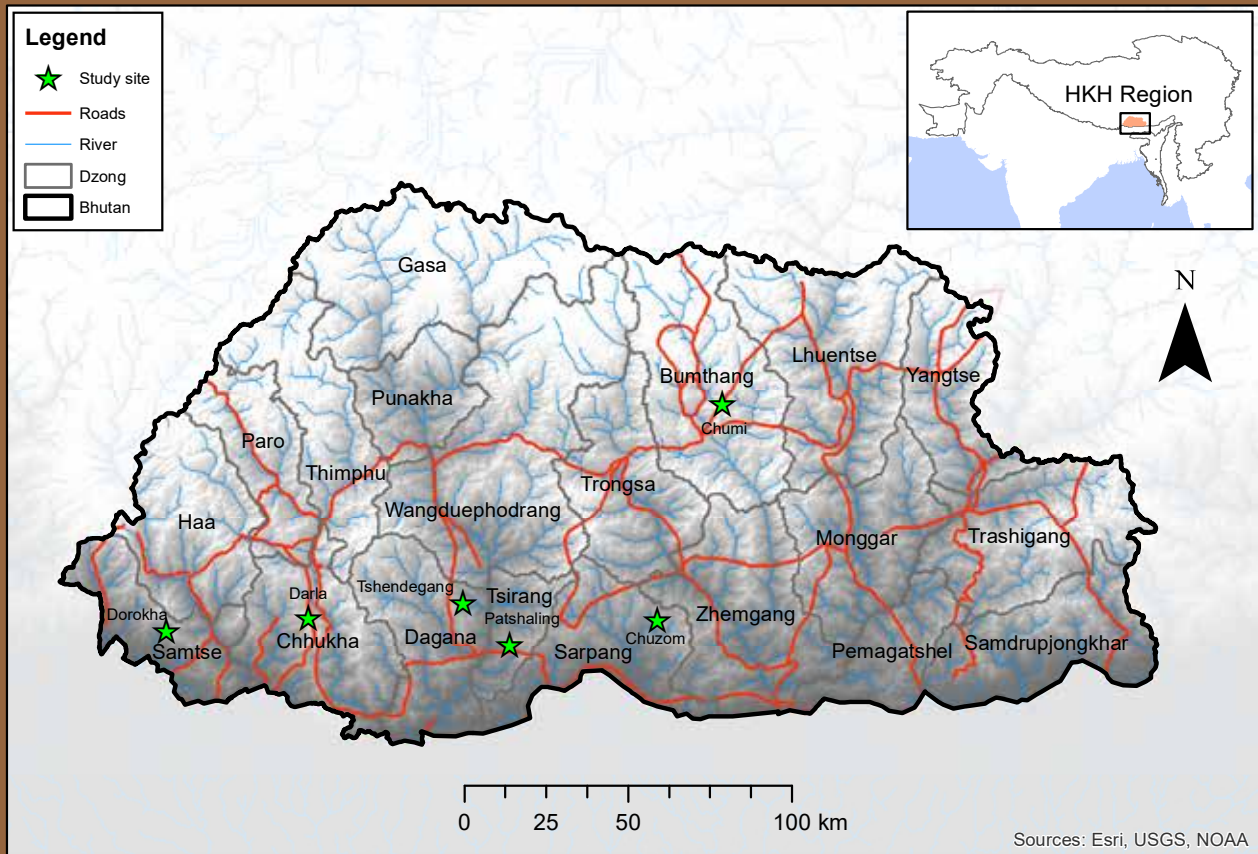 Legend
Study site
Roads
River
Dzong
Bhutan
HKH Region
N
Gasa
Lhuentse
Bumthang
Yangtse
Punakha
Chumi
Paro
Thimphu
Trongsa
Wangduephodrang
Haa
Monggar
Trashigang
Tshendegang
Darla
Tsirang
Dorokha
Patshaling
Zhemgang
Chuzom
Dagana
Chhukha
Samtse
Sarpang
Pemagatshel
Samdrupjongkhar
0 25 50 100 km
Sources: Esri, USGS, NOAA